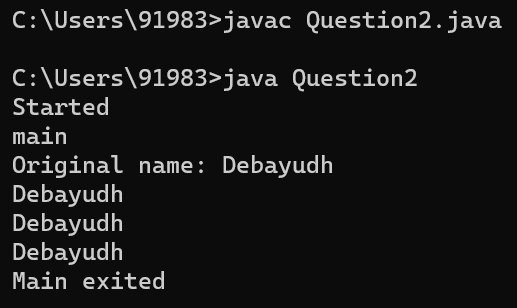 C:\Users\91983>javac Question2.java
C:\Users\91983>java Question2
Started
main
Original name: Debayudh
Debayudh
Debayudh
Debayudh
Main exited